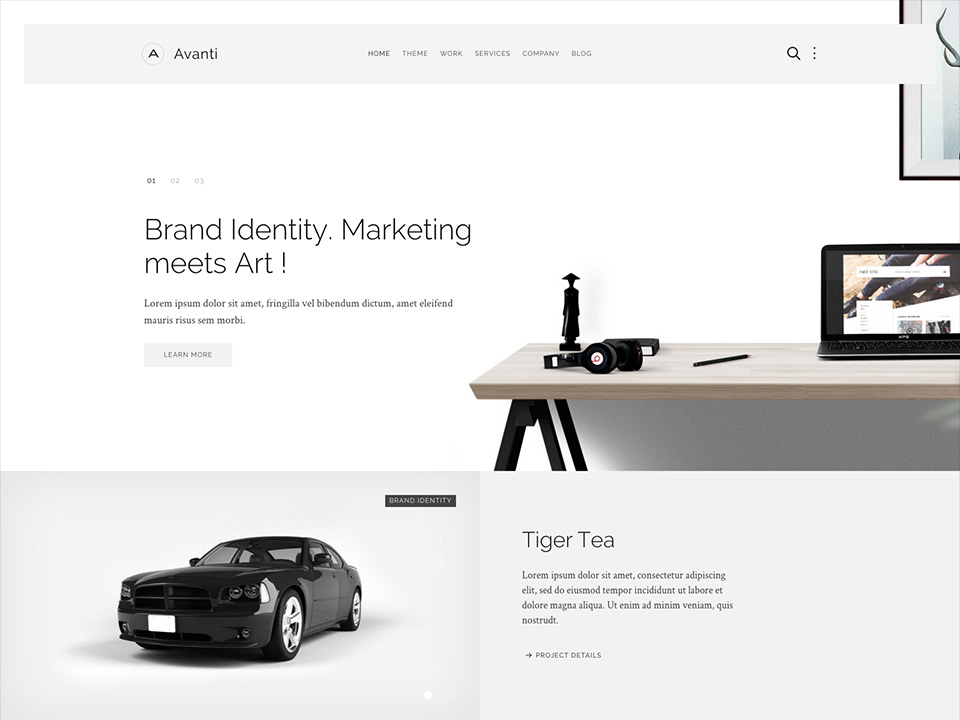 A Avanti
HOME THEME WORK SERVICES COMPANY BLOG
01 02 03
Brand Identity. Marketing
meets Art !
Lorem ipsum dolor sit amet, fringilla vel bibendum dictum, amet eleifend
mauris risus sem morbi.
LEARN MORE
XPS
BRAND IDENTITY
Tiger Tea
Lorem ipsum dolor sit amet, consectetur adipiscing
elit, sed do eiusmod tempor incididunt ut labore et
dolore magna aliqua. Ut enim ad minim veniam, quis
nostrudt.
→ PROJECT DETAILS